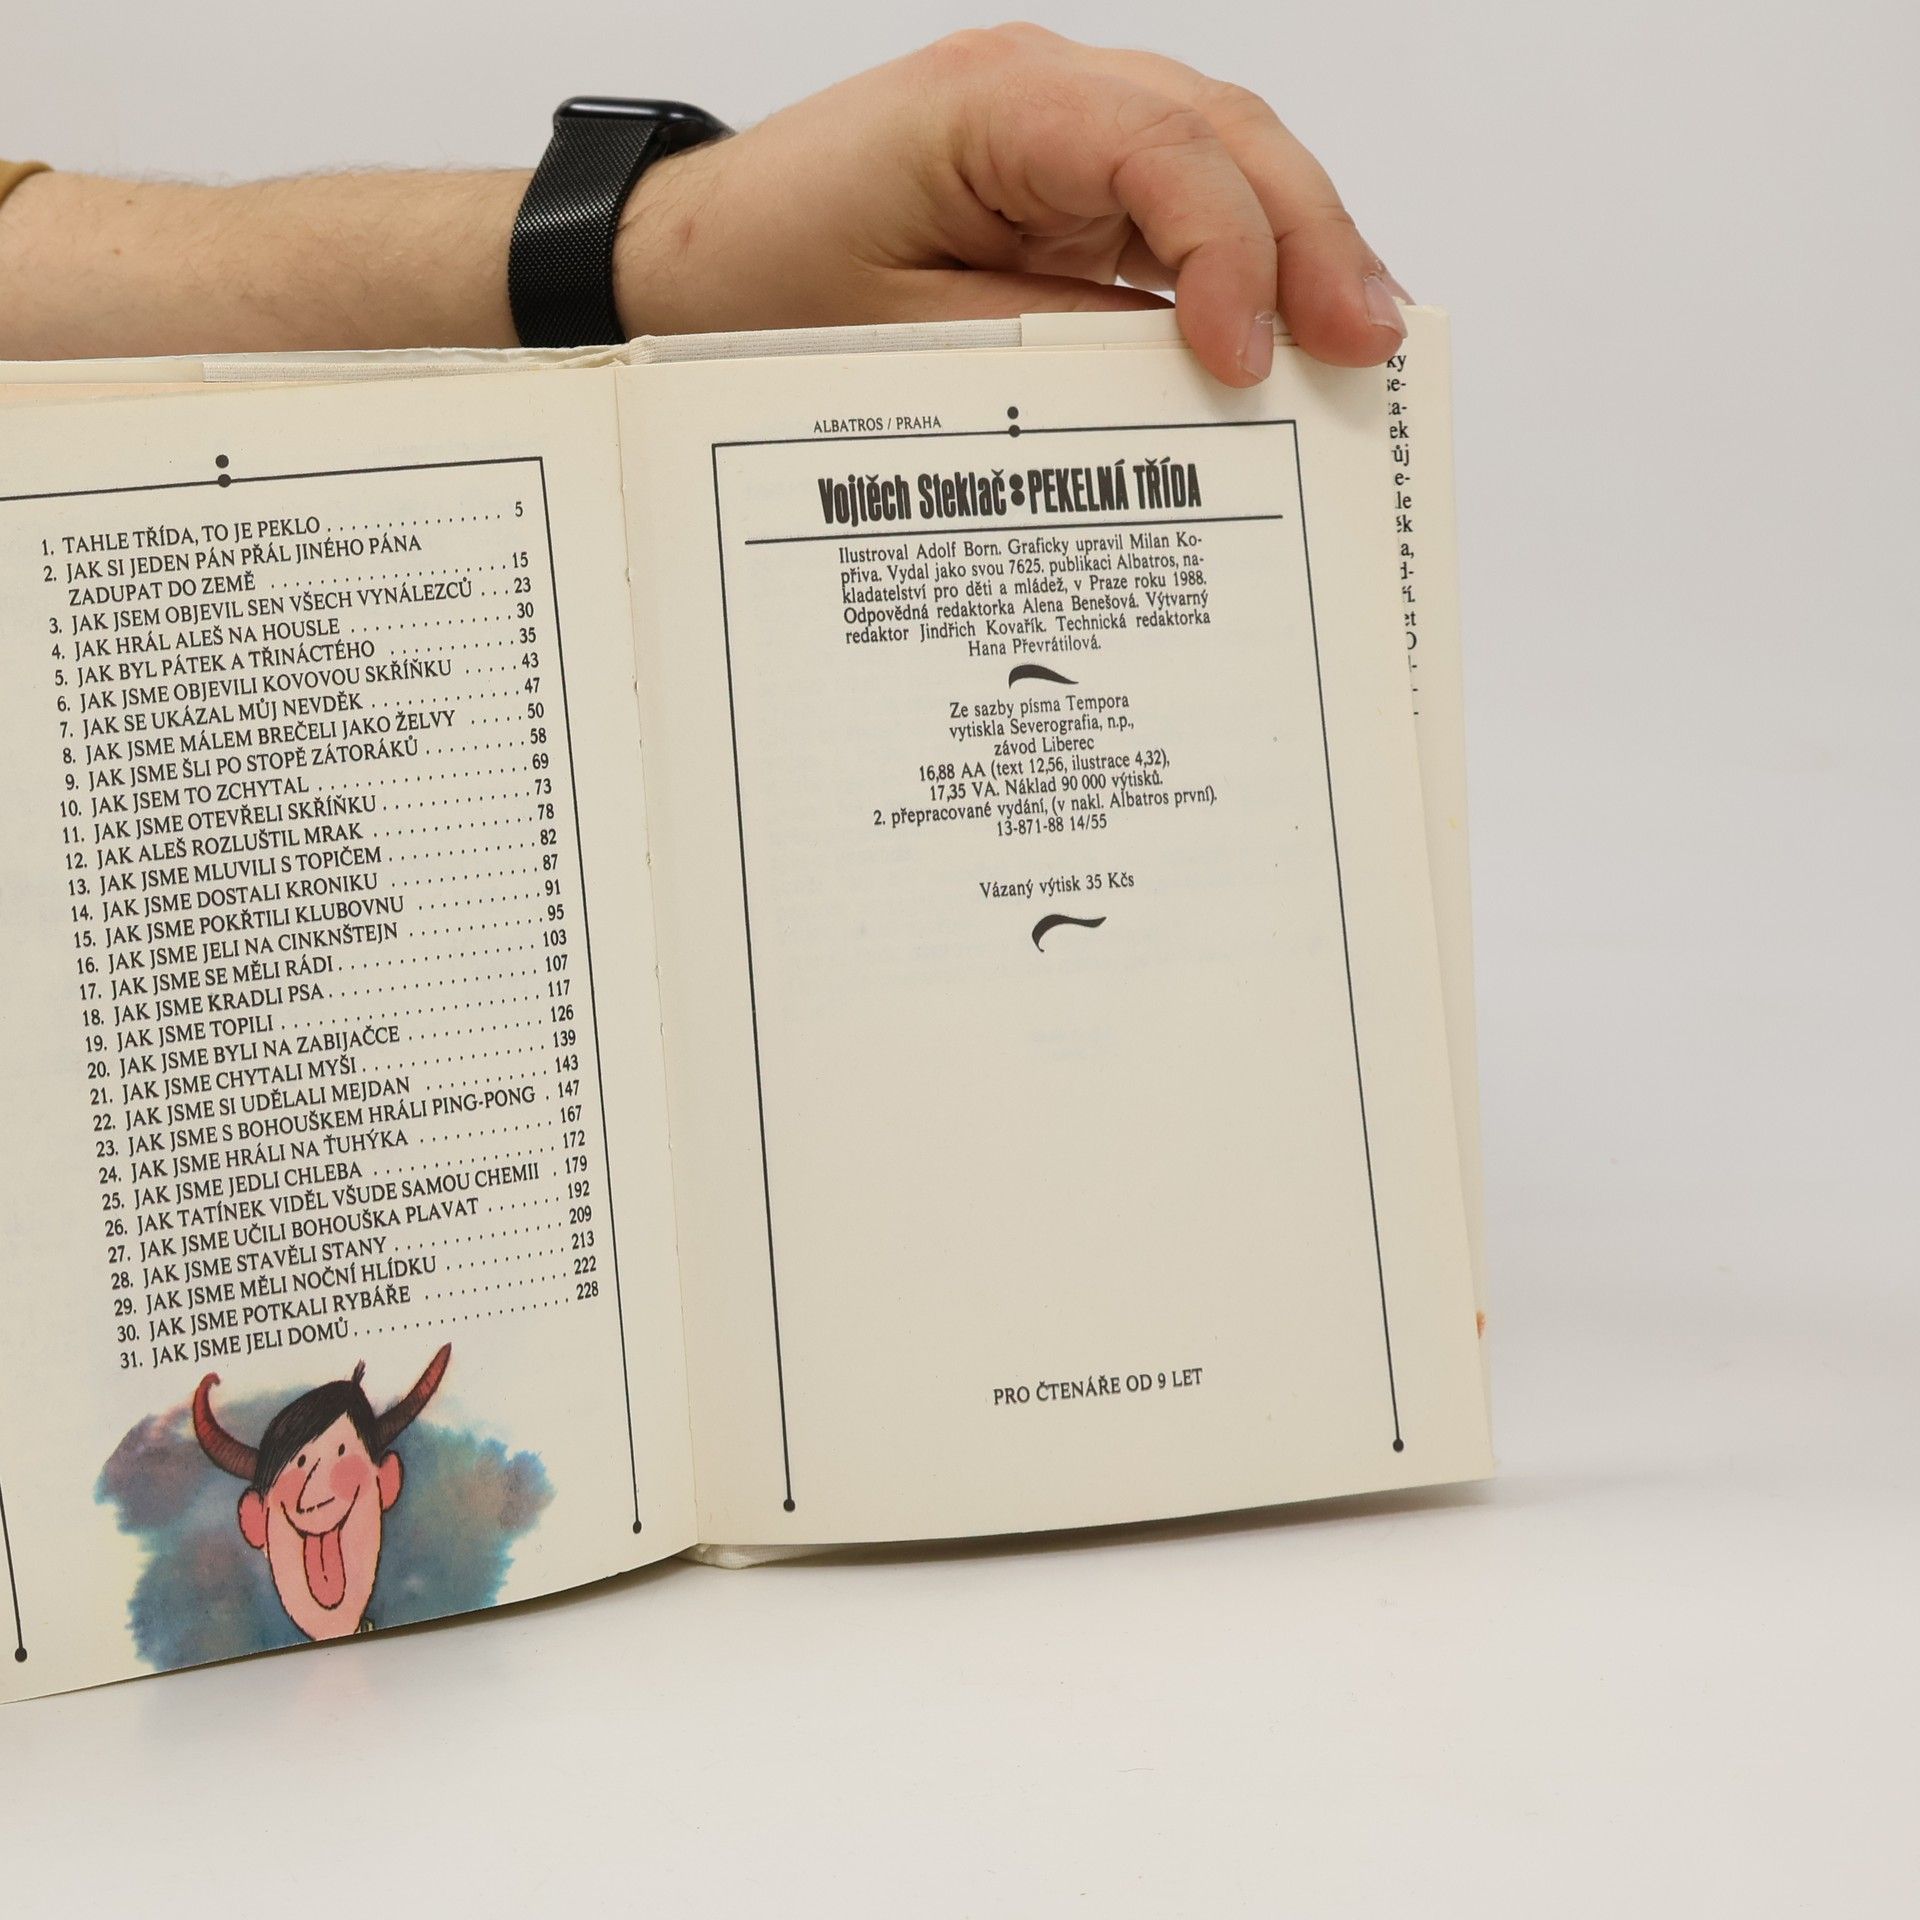 1. TAHLE TŘÍDA, TO JE PEKLO . . . . . . . . . . . . . . . 5
2. JAK SI JEDEN PÁN PŘÁL JINÉHO PÁNA
ZADUPAT DO ZEMĚ . . . . . . . . . . . . . . . . . . . . . 15
3. JAK JSEM OBJEVIL SEN VŠECH VYNÁLEZCŮ . . . 23
4. JAK HRÁL ALEŠ NA HOUSLE . . . . . . . . . . . . . 30
5. JAK BYL PÁTEK A TŘINÁCTÉHO . . . . . . . . . . . 35
6. JAK JSME OBJEVILI KOVOVOU SKŘÍŇKU . . . . . 43
7. JAK SE UKÁZAL MŮJ NEVDĚK . . . . . . . . . . . . 47
8. JAK JSME MÁLEM BREČELI JAKO ŽELVY . . . . . 50
9. JAK JSME ŠLI PO STOPĚ ZÁTORÁKŮ . . . . . . . . 58
10. JAK JSEM TO ZCHYTAL . . . . . . . . . . . . . . . . 69
11. JAK JSME OTEVŘELI SKŘÍŇKU . . . . . . . . . . . . 73
12. JAK ALEŠ ROZLUŠTIL MRAK . . . . . . . . . . . . . 78
13. JAK JSME MLUVILI S TOPIČEM . . . . . . . . . . . . 82
14. JAK JSME DOSTALI KRONIKU . . . . . . . . . . . . 87
15. JAK JSME POKŘTILI KLUBOVNU . . . . . . . . . . 91
16. JAK JSME JELI NA CINKNŠTEJN . . . . . . . . . . . 95
17. JAK JSME SE MĚLI RÁDI . . . . . . . . . . . . . . . . 103
18. JAK JSME KRADLI PSA . . . . . . . . . . . . . . . . . 107
19. JAK JSME TOPILI . . . . . . . . . . . . . . . . . . . . . 117
20. JAK JSME BYLI NA ZABIJAČCE . . . . . . . . . . . 126
21. JAK JSME CHYTALI MYŠI . . . . . . . . . . . . . . . 139
22. JAK JSME SI UDĚLALI MEJDAN . . . . . . . . . . . 143
23. JAK JSME S BOHOUŠKEM HRÁLI PING-PONG . 147
24. JAK JSME HRÁLI NA ŤUHÝKA . . . . . . . . . . . . 167
25. JAK JSME JEDLI CHLEBA . . . . . . . . . . . . . . . 172
26. JAK TATÍNEK VIDĚL VŠUDE SAMOU CHEMII . 179
27. JAK JSME UČILI BOHOUŠKA PLAVAT . . . . . . 192
28. JAK JSME STAVĚLI STANY . . . . . . . . . . . . . . 209
29. JAK JSME MĚLI NOČNÍ HLÍDKU . . . . . . . . . . 213
30. JAK JSME POTKALI RYBÁŘE . . . . . . . . . . . . 222
31. JAK JSME JELI DOMŮ . . . . . . . . . . . . . . . . . 228
ALBATROS / PRAHA
Vojtěch Steklač : PEKELNÁ TŘÍDA
Ilustroval Adolf Born. Graficky upravil Milan Ko-
přiva. Vydal jako svou 7625. publikaci Albatros, na-
kladatelství pro děti a mládež, v Praze roku 1988.
Odpovědná redaktorka Alena Benešová. Výtvarný
redaktor Jindřich Kovařík. Technická redaktorka
Hana Převrátilová.
Ze sazby písma Tempora
vytiskla Severografia, n.p.,
závod Liberec
16,88 AA (text 12,56, ilustrace 4,32),
17,35 VA. Náklad 90 000 výtisků.
2. přepracované vydání, (v nakl. Albatros první).
13-871-88 14/55
Vázaný výtisk 35 Kčs
PRO ČTENÁŘE OD 9 LET